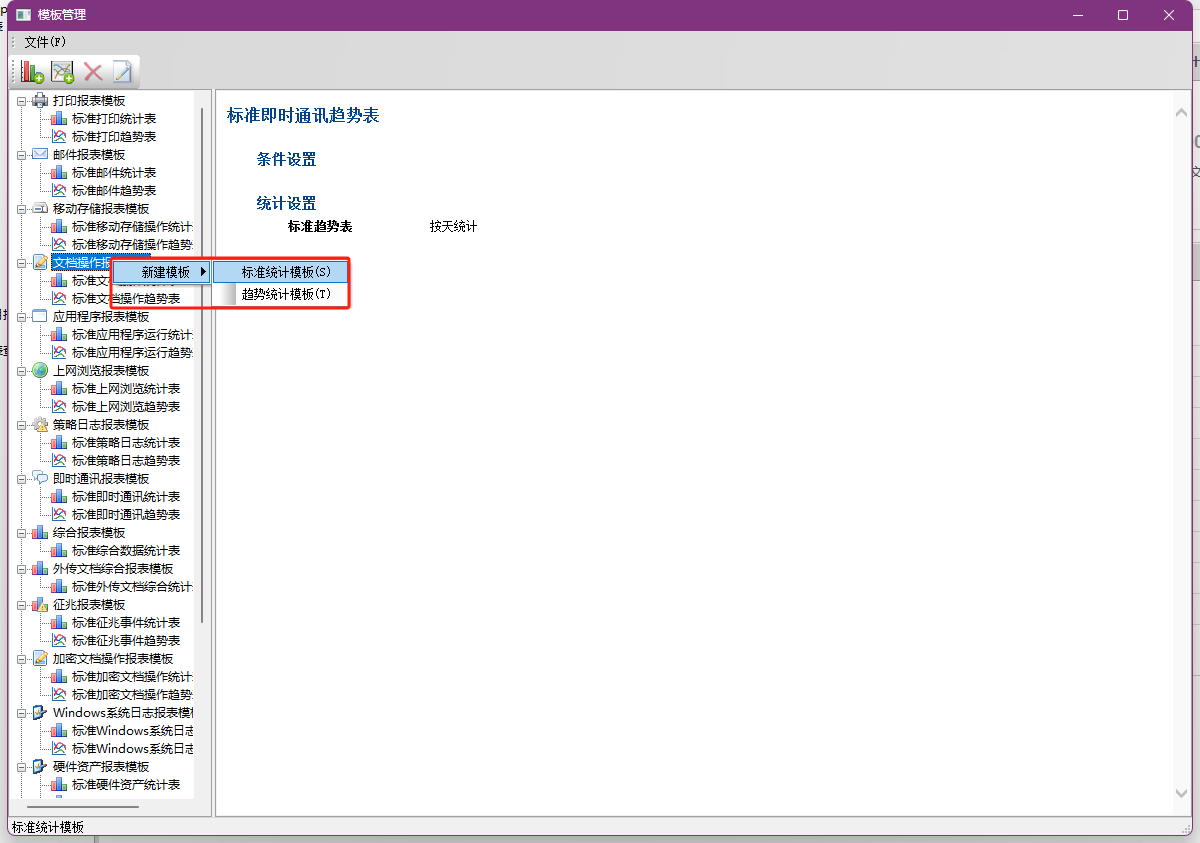 模板管理
文件(F)
打印报表模板
标准打印统计表
标准打印趋势表
邮件报表模板
标准邮件统计表
标准邮件趋势表
移动存储报表模板
标准移动存储操作统计
标准移动存储操作趋势
文档操作报
标准文
标准文档操作趋势表
应用程序报表模板
标准应用程序运行统计
标准应用程序运行趋势
上网浏览报表模板
标准上网浏览统计表
标准上网浏览趋势表
策略日志报表模板
标准策略日志统计表
标准策略日志趋势表
即时通讯报表模板
标准即时通讯统计表
标准即时通讯趋势表
综合报表模板
标准综合数据统计表
外传文档综合报表模板
标准外传文档综合统计
征兆报表模板
标准征兆事件统计表
标准征兆事件趋势表
加密文档操作报表模板
标准加密文档操作统计
标准加密文档操作趋势
Windows系统日志报表模
标准Windows系统日志
标准Windows系统日志
硬件资产报表模板
标准硬件资产统计表
新建模板
标准统计模板(S)
趋势统计模板(T)
标准即时通讯趋势表
条件设置
统计设置
标准趋势表 按天统计
标准统计模板